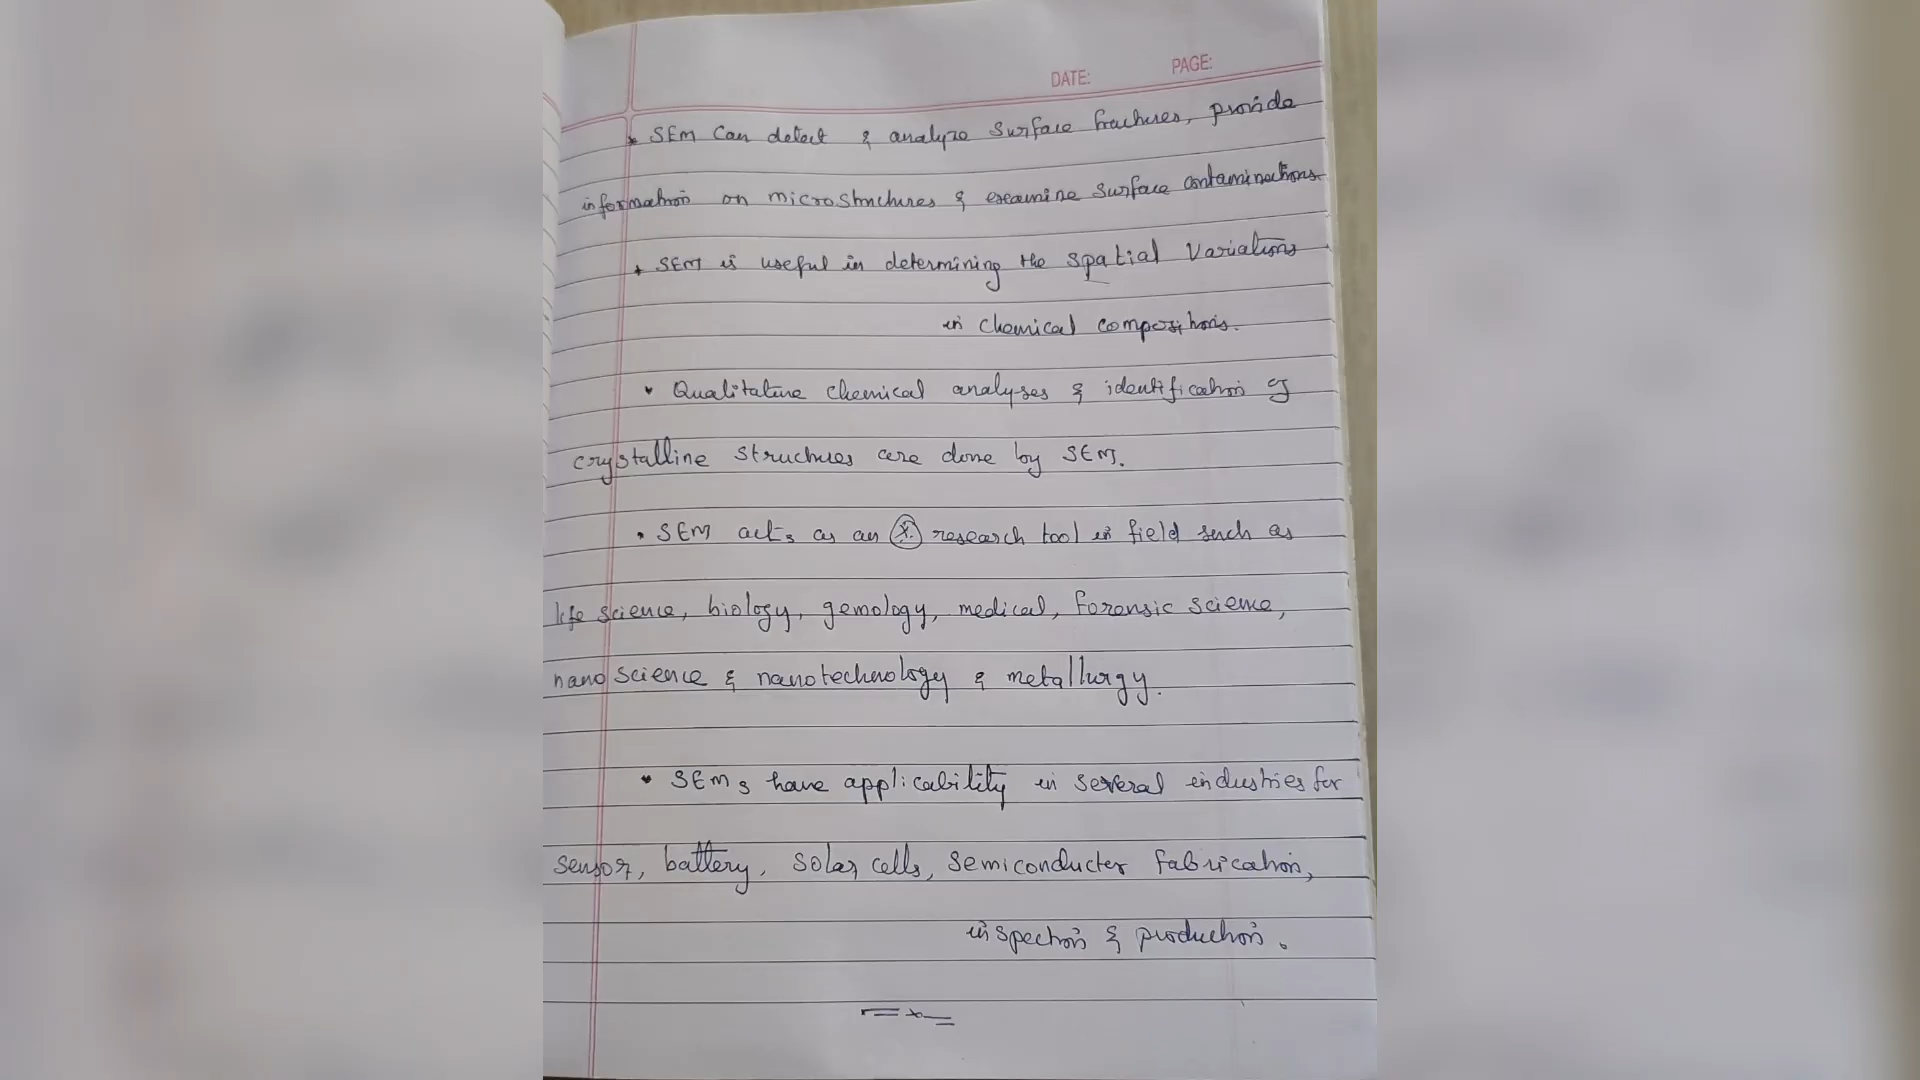 DATE: PAGE:
* SEM Can detect & analyze surface fractures, provide
information on microstructures & examine surface contaminations
* SEM is useful in determining the spatial variations
in chemical compositions.
• Qualitative chemical analyses & identification of
crystalline structures are done by SEM.
• SEM acts as an research tool in field such as
life science, biology, gemology, medical, forensic science,
nano science & nanotechnology & metallurgy.
• SEMs have applicability in several industries for
sensor, battery, solar cells, semiconducter fabrication,
inspection & production.